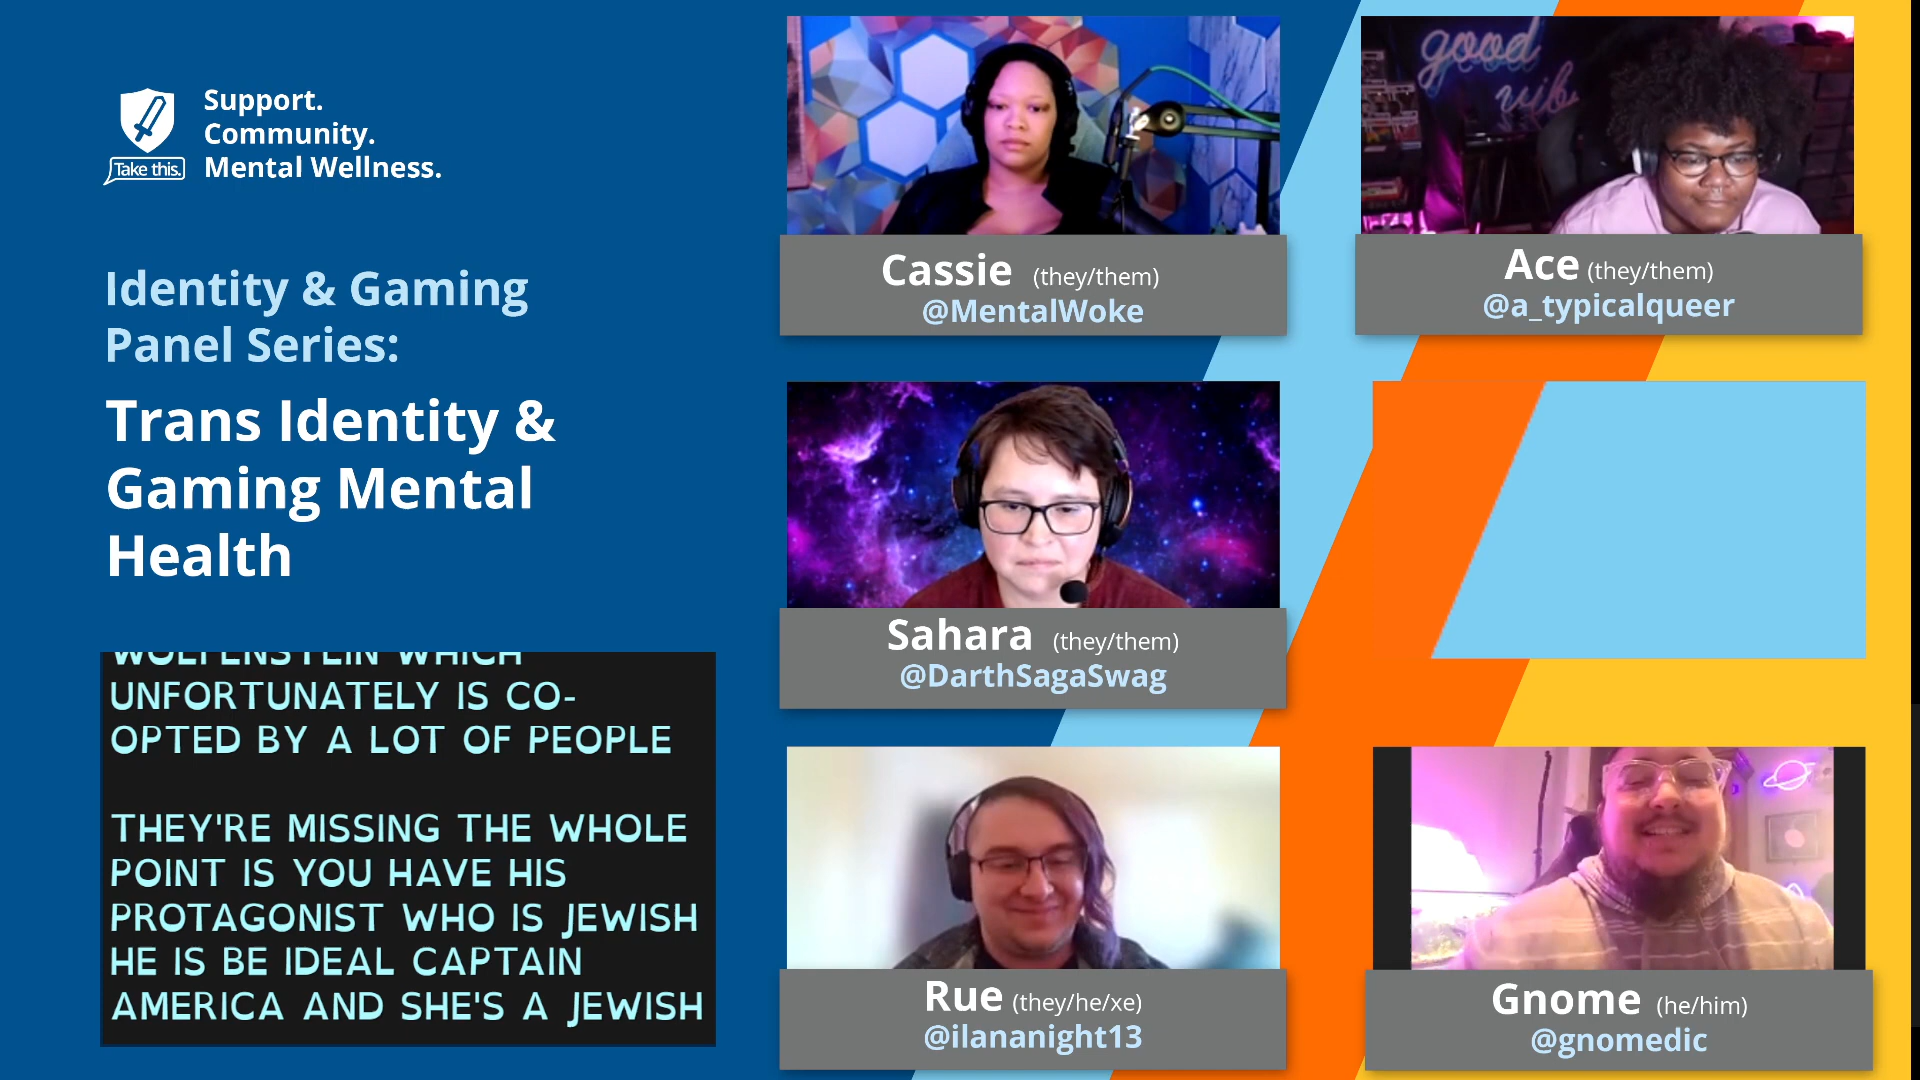 Support.
Community.
Mental Wellness.
Take this.
Identity & Gaming
Panel Series:
Trans Identity &
Gaming Mental
Health
WOLFENSTEIN WHICH
UNFORTUNATELY IS CO-
OPTED BY A LOT OF PEOPLE
THEY'RE MISSING THE WHOLE
POINT IS YOU HAVE HIS
PROTAGONIST WHO IS JEWISH
HE IS BE IDEAL CAPTAIN
AMERICA AND SHE'S A JEWISH
Cassie (they/them)
@MentalWoke
good
vib
Ace (they/them)
@a_typicalqueer
Sahara (they/them)
@DarthSagaSwag
Rue (they/he/xe)
@ilananight13
Gnome (he/him)
@gnomedic